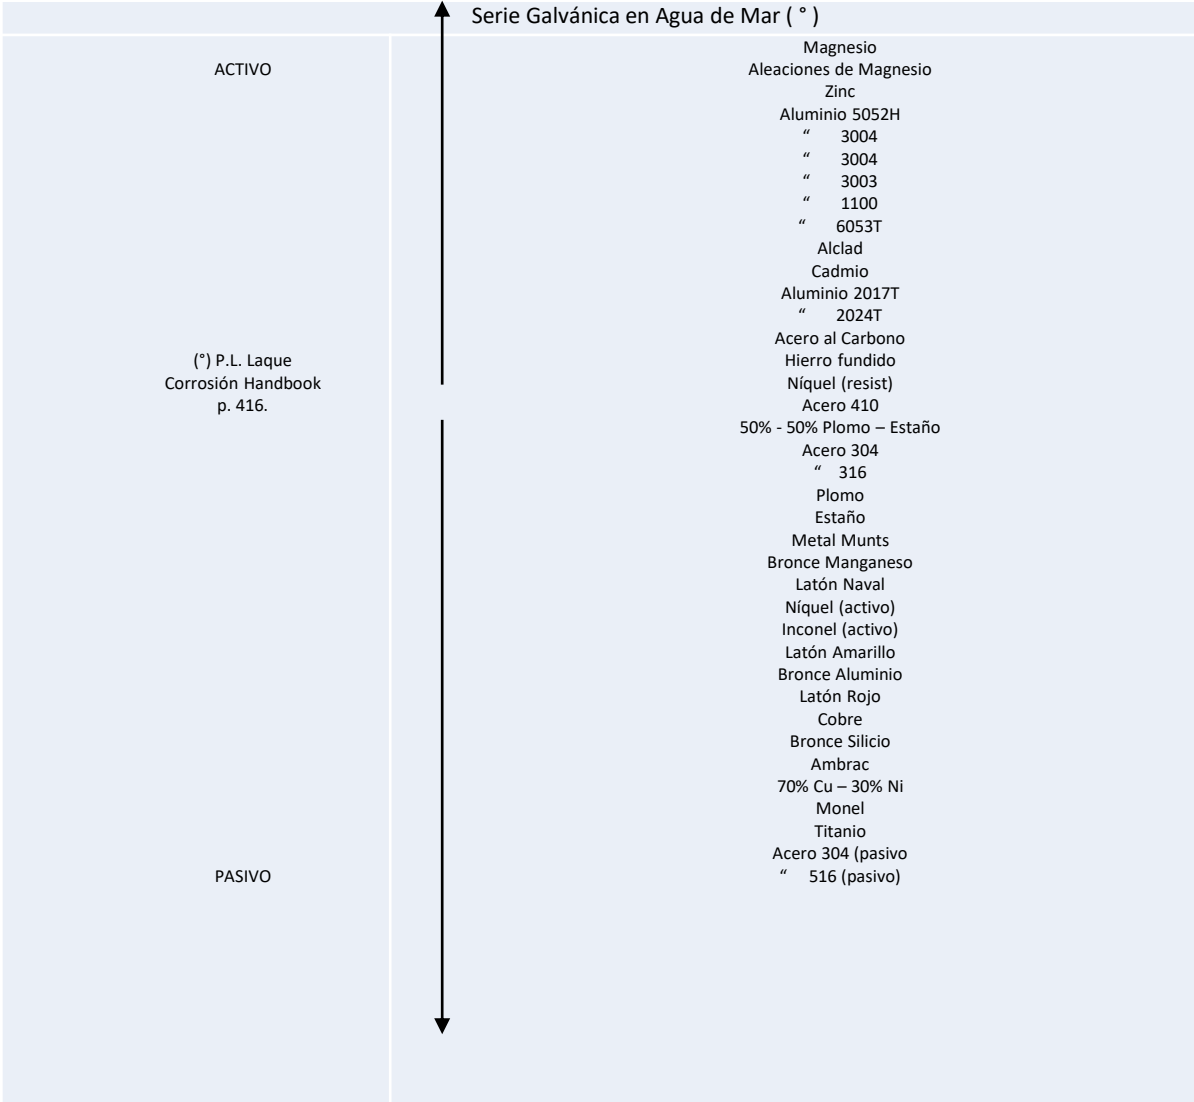 Serie Galvánica en Agua de Mar ( ° )
ACTIVO
(°) P.L. Laque
Corrosión Handbook
p. 416.
PASIVO
Magnesio
Aleaciones de Magnesio
Zinc
Aluminio 5052H
“ 3004
“ 3004
“ 3003
“ 1100
“ 6053T
Alclad
Cadmio
Aluminio 2017T
“ 2024T
Acero al Carbono
Hierro fundido
Níquel (resist)
Acero 410
50% - 50% Plomo – Estaño
Acero 304
“ 316
Plomo
Estaño
Metal Munts
Bronce Manganeso
Latón Naval
Níquel (activo)
Inconel (activo)
Latón Amarillo
Bronce Aluminio
Latón Rojo
Cobre
Bronce Silicio
Ambrac
70% Cu – 30% Ni
Monel
Titanio
Acero 304 (pasivo
“ 516 (pasivo)